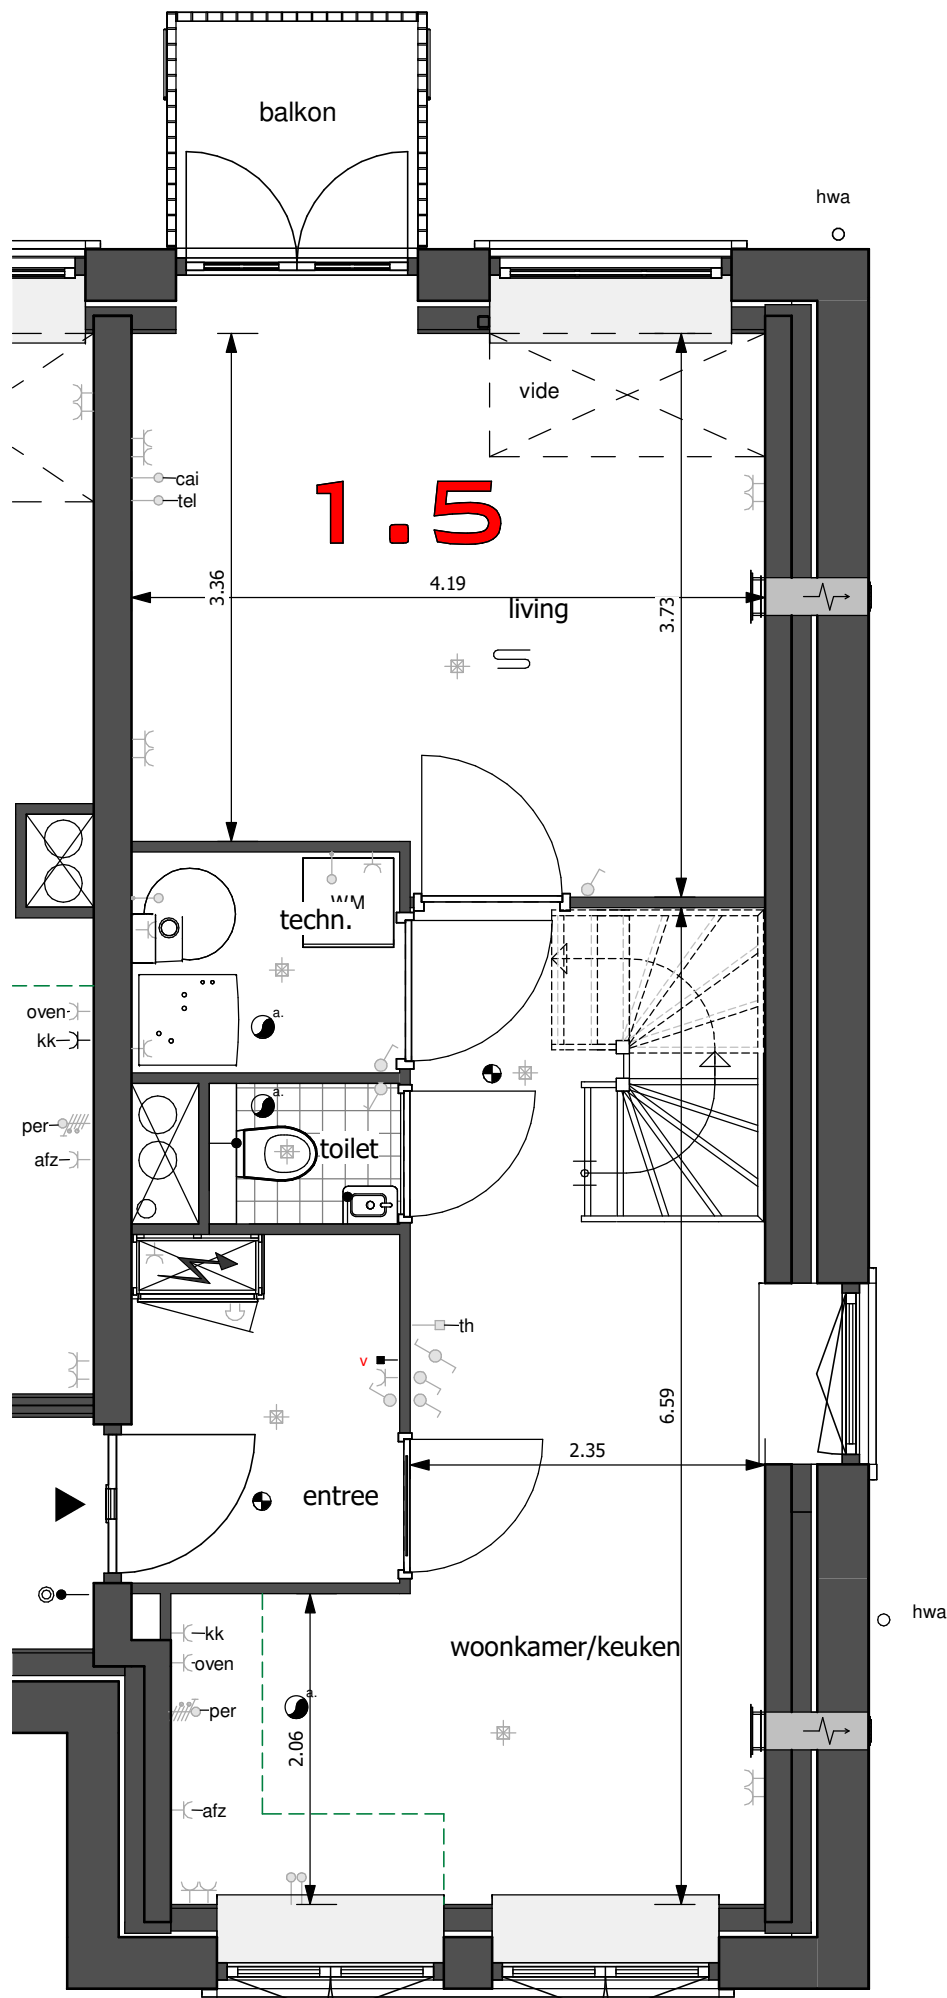 balkon
hwa
vide
cai
tel
1.5
3.36
4.19
living
3.73
WM
techn.
oven
kk
a.
per
afz
a.
toilet
th
v
6.59
2.35
entree
hwa
kk
oven
woonkamer/keuken
per
a.
2.06
afz